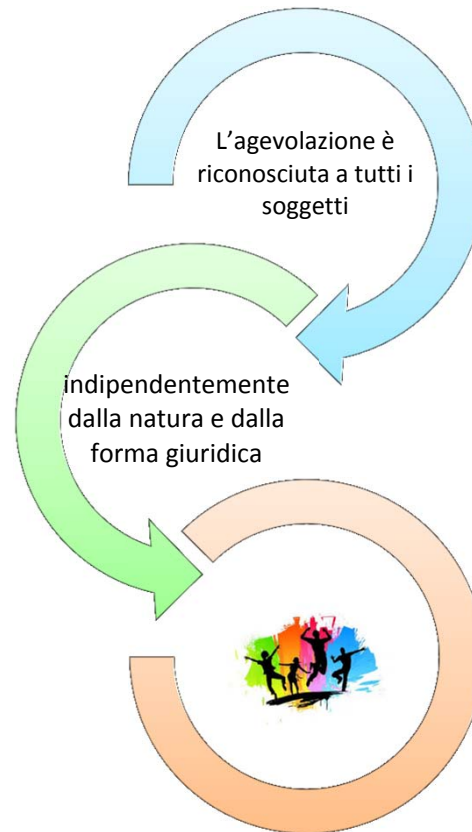 L’agevolazione è
riconosciuta a tutti i
soggetti
indipendentemente
dalla natura e dalla
forma giuridica